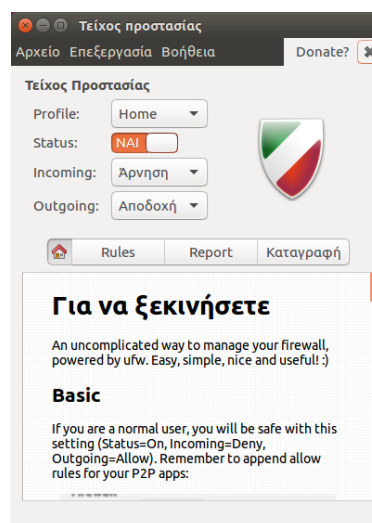 Τείχος προστασίας
Αρχείο Επεξεργασία Βοήθεια Donate?
Τείχος Προστασίας
Profile: Home
Status: ΝΑΙ
Incoming: Άρνηση
Outgoing: Αποδοχή
Rules Report Καταγραφή
Για να ξεκινήσετε
An uncomplicated way to manage your firewall,
powered by ufw. Easy, simple, nice and useful! :)
Basic
If you are a normal user, you will be safe with this
setting (Status=On, Incoming=Deny,
Outgoing=Allow). Remember to append allow
rules for your P2P apps: